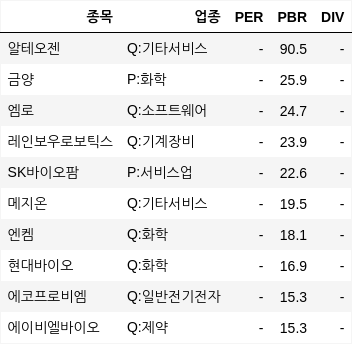 종목 업종 PER PBR DIV
알테오젠 Q:기타서비스 - 90.5 -
금양 P:화학 - 25.9 -
엠로 Q:소프트웨어 - 24.7 -
레인보우로보틱스 Q:기계장비 - 23.9 -
SK바이오팜 P:서비스업 - 22.6 -
메지온 Q:기타서비스 - 19.5 -
엔켐 Q:화학 - 18.1 -
현대바이오 Q:화학 - 16.9 -
에코프로비엠 Q:일반전기전자 - 15.3 -
에이비엘바이오 Q:제약 - 15.3 -